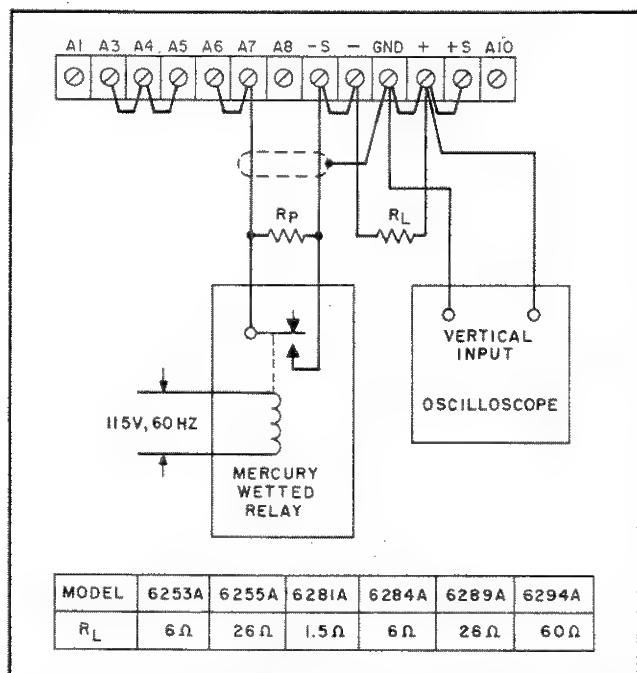 A1 A3 A4 A5 A6 A7 A8 -S - GND + +S A10
RP
RL
115V, 60 HZ
MERCURY
WETTED
RELAY
VERTICAL
INPUT
OSCILLOSCOPE
MODEL 6253A 6255A 6281A 6284A 6289A 6294A
RL 6Ω 26Ω 1.5Ω 6Ω 26Ω 60Ω